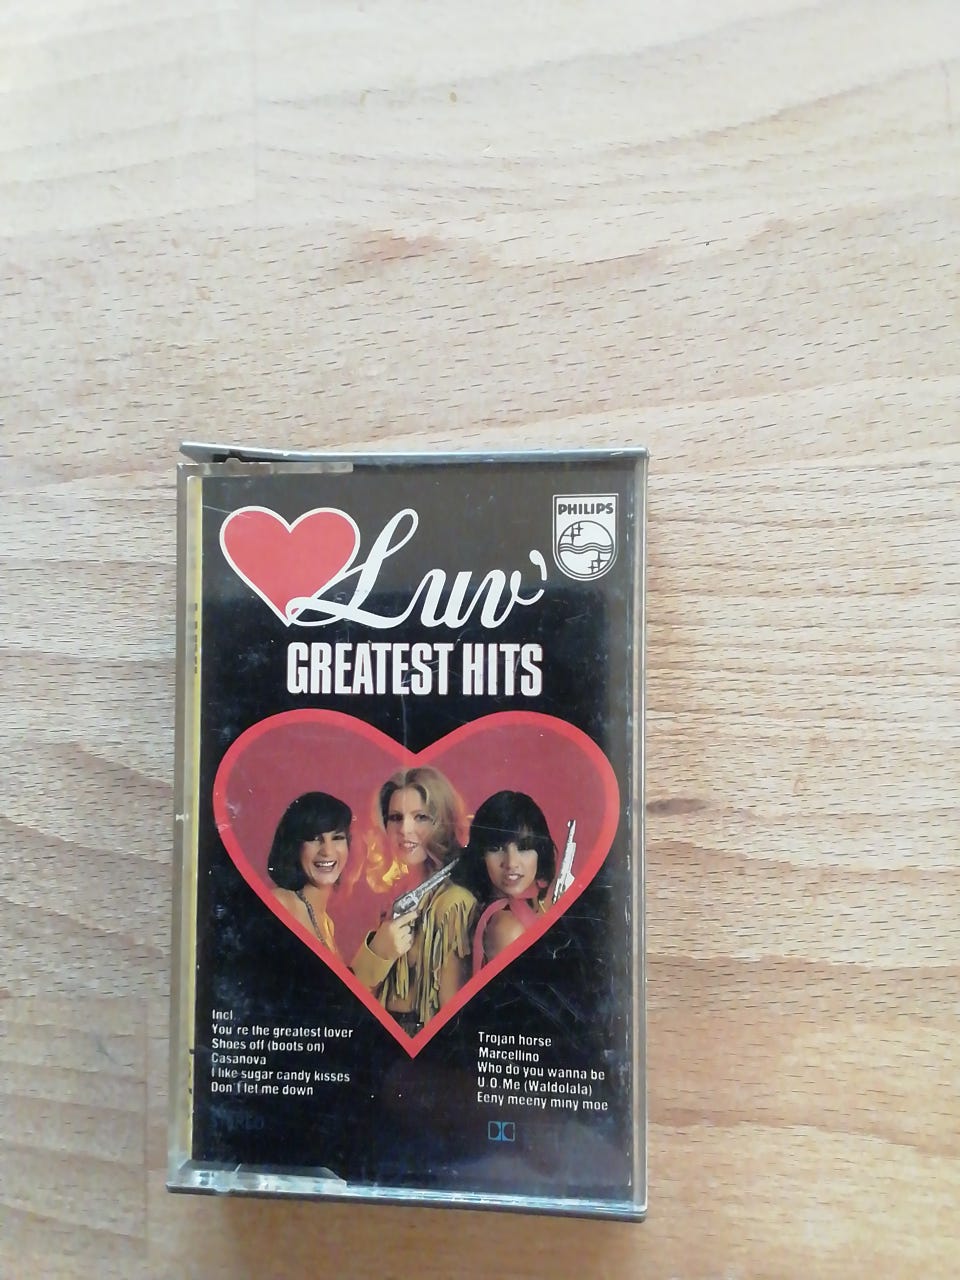 PHILIPS
Luv'
GREATEST HITS
Incl.
You're the greatest lover
Shoes off (boots on)
Casanova
I like sugar candy kisses
Don't let me down
STEREO
Trojan horse
Marcellino
Who do you wanna be
U.O.Me (Waldolala)
Eeny meeny miny moe